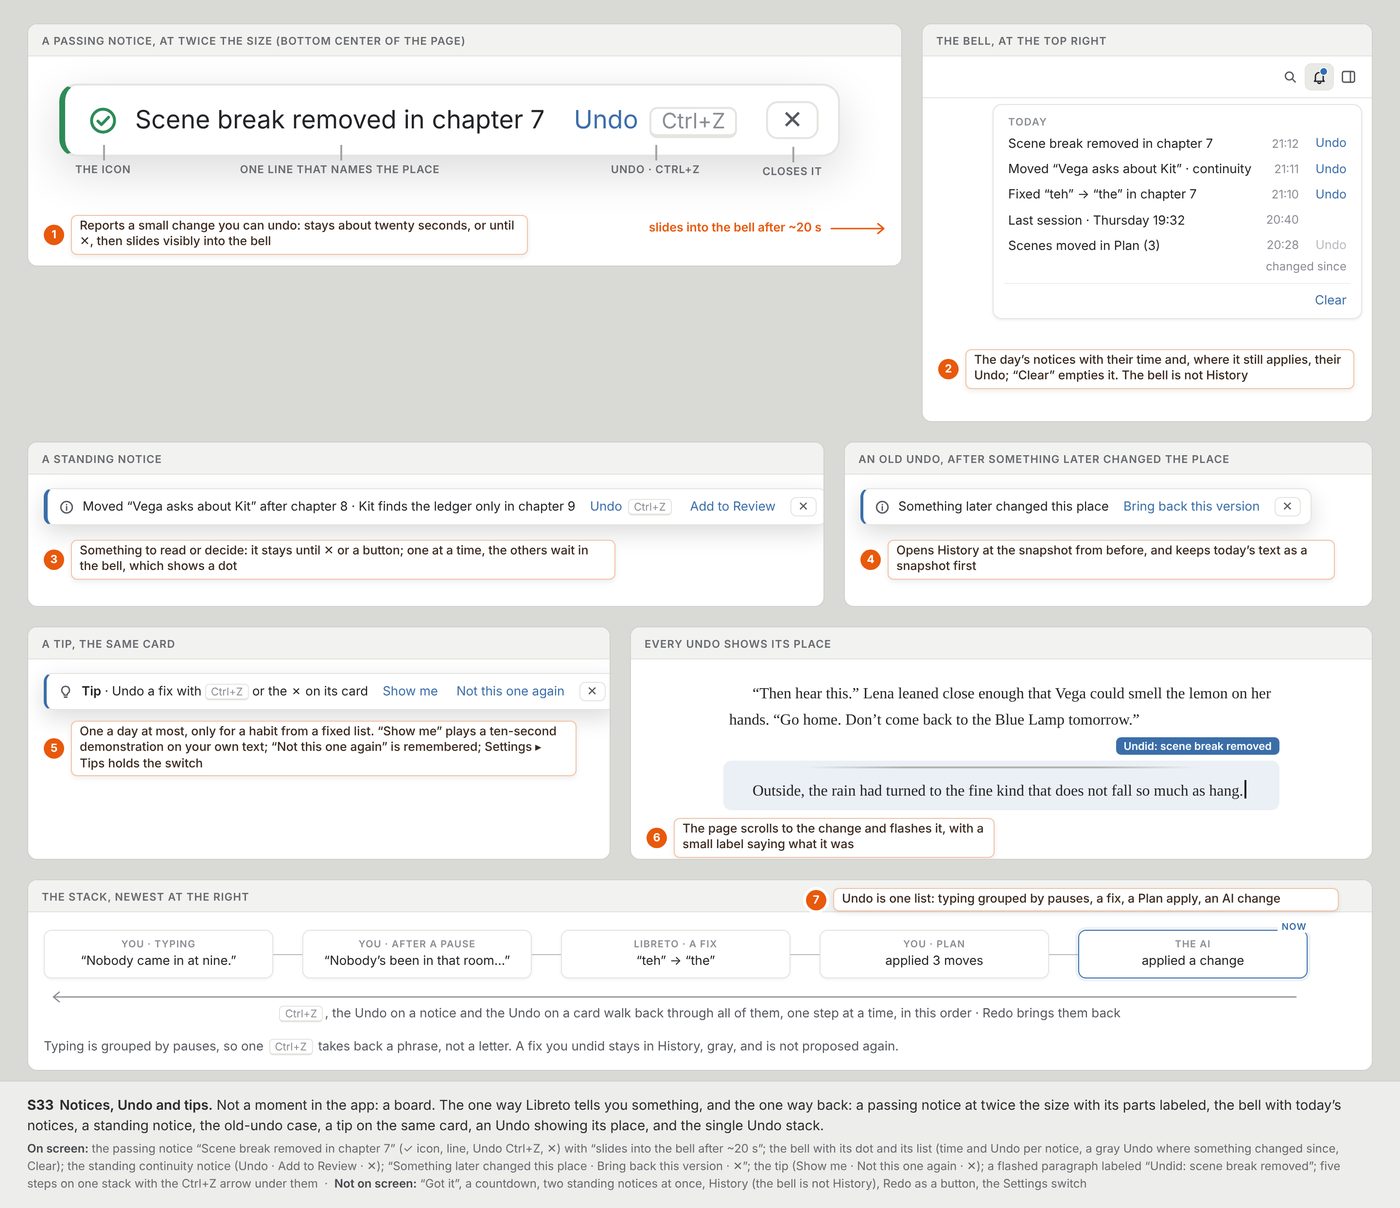 A PASSING NOTICE, AT TWICE THE SIZE (BOTTOM CENTER OF THE PAGE)
Scene break removed in chapter 7 Undo Ctrl+Z ✕
THE ICON ONE LINE THAT NAMES THE PLACE UNDO · CTRL+Z CLOSES IT
1 Reports a small change you can undo: stays about twenty seconds, or until
✕, then slides visibly into the bell
slides into the bell after ~20 s
THE BELL, AT THE TOP RIGHT
TODAY
Scene break removed in chapter 7 21:12 Undo
Moved “Vega asks about Kit” · continuity 21:11 Undo
Fixed “teh” → “the” in chapter 7 21:10 Undo
Last session · Thursday 19:32 20:40
Scenes moved in Plan (3) 20:28 Undo
changed since
Clear
2 The day’s notices with their time and, where it still applies, their
Undo; “Clear” empties it. The bell is not History
A STANDING NOTICE
Moved “Vega asks about Kit” after chapter 8 · Kit finds the ledger only in chapter 9 Undo Ctrl+Z Add to Review ✕
3 Something to read or decide: it stays until ✕ or a button; one at a time, the others wait in
the bell, which shows a dot
AN OLD UNDO, AFTER SOMETHING LATER CHANGED THE PLACE
Something later changed this place Bring back this version ✕
4 Opens History at the snapshot from before, and keeps today’s text as a
snapshot first
A TIP, THE SAME CARD
Tip · Undo a fix with Ctrl+Z or the ✕ on its card Show me Not this one again ✕
5 One a day at most, only for a habit from a fixed list. “Show me” plays a ten-second
demonstration on your own text; “Not this one again” is remembered; Settings ▸
Tips holds the switch
EVERY UNDO SHOWS ITS PLACE
“Then hear this.” Lena leaned close enough that Vega could smell the lemon on her
hands. “Go home. Don’t come back to the Blue Lamp tomorrow.”
Undid: scene break removed
Outside, the rain had turned to the fine kind that does not fall so much as hang.
6 The page scrolls to the change and flashes it, with a
small label saying what it was
THE STACK, NEWEST AT THE RIGHT
7 Undo is one list: typing grouped by pauses, a fix, a Plan apply, an AI change
NOW
YOU · TYPING YOU · AFTER A PAUSE LIBRETO · A FIX YOU · PLAN THE AI
“Nobody came in at nine.” “Nobody’s been in that room…” “teh” → “the” applied 3 moves applied a change
Ctrl+Z , the Undo on a notice and the Undo on a card walk back through all of them, one step at a time, in this order · Redo brings them back
Typing is grouped by pauses, so one Ctrl+Z takes back a phrase, not a letter. A fix you undid stays in History, gray, and is not proposed again.
S33 Notices, Undo and tips. Not a moment in the app: a board. The one way Libreto tells you something, and the one way back: a passing notice at twice the size with its parts labeled, the bell with today’s
notices, a standing notice, the old-undo case, a tip on the same card, an Undo showing its place, and the single Undo stack.
On screen: the passing notice “Scene break removed in chapter 7” (✓ icon, line, Undo Ctrl+Z, ✕) with “slides into the bell after ~20 s”; the bell with its dot and its list (time and Undo per notice, a gray Undo where something changed since,
Clear); the standing continuity notice (Undo · Add to Review · ✕); “Something later changed this place · Bring back this version · ✕”; the tip (Show me · Not this one again · ✕); a flashed paragraph labeled “Undid: scene break removed”; five
steps on one stack with the Ctrl+Z arrow under them · Not on screen: “Got it”, a countdown, two standing notices at once, History (the bell is not History), Redo as a button, the Settings switch